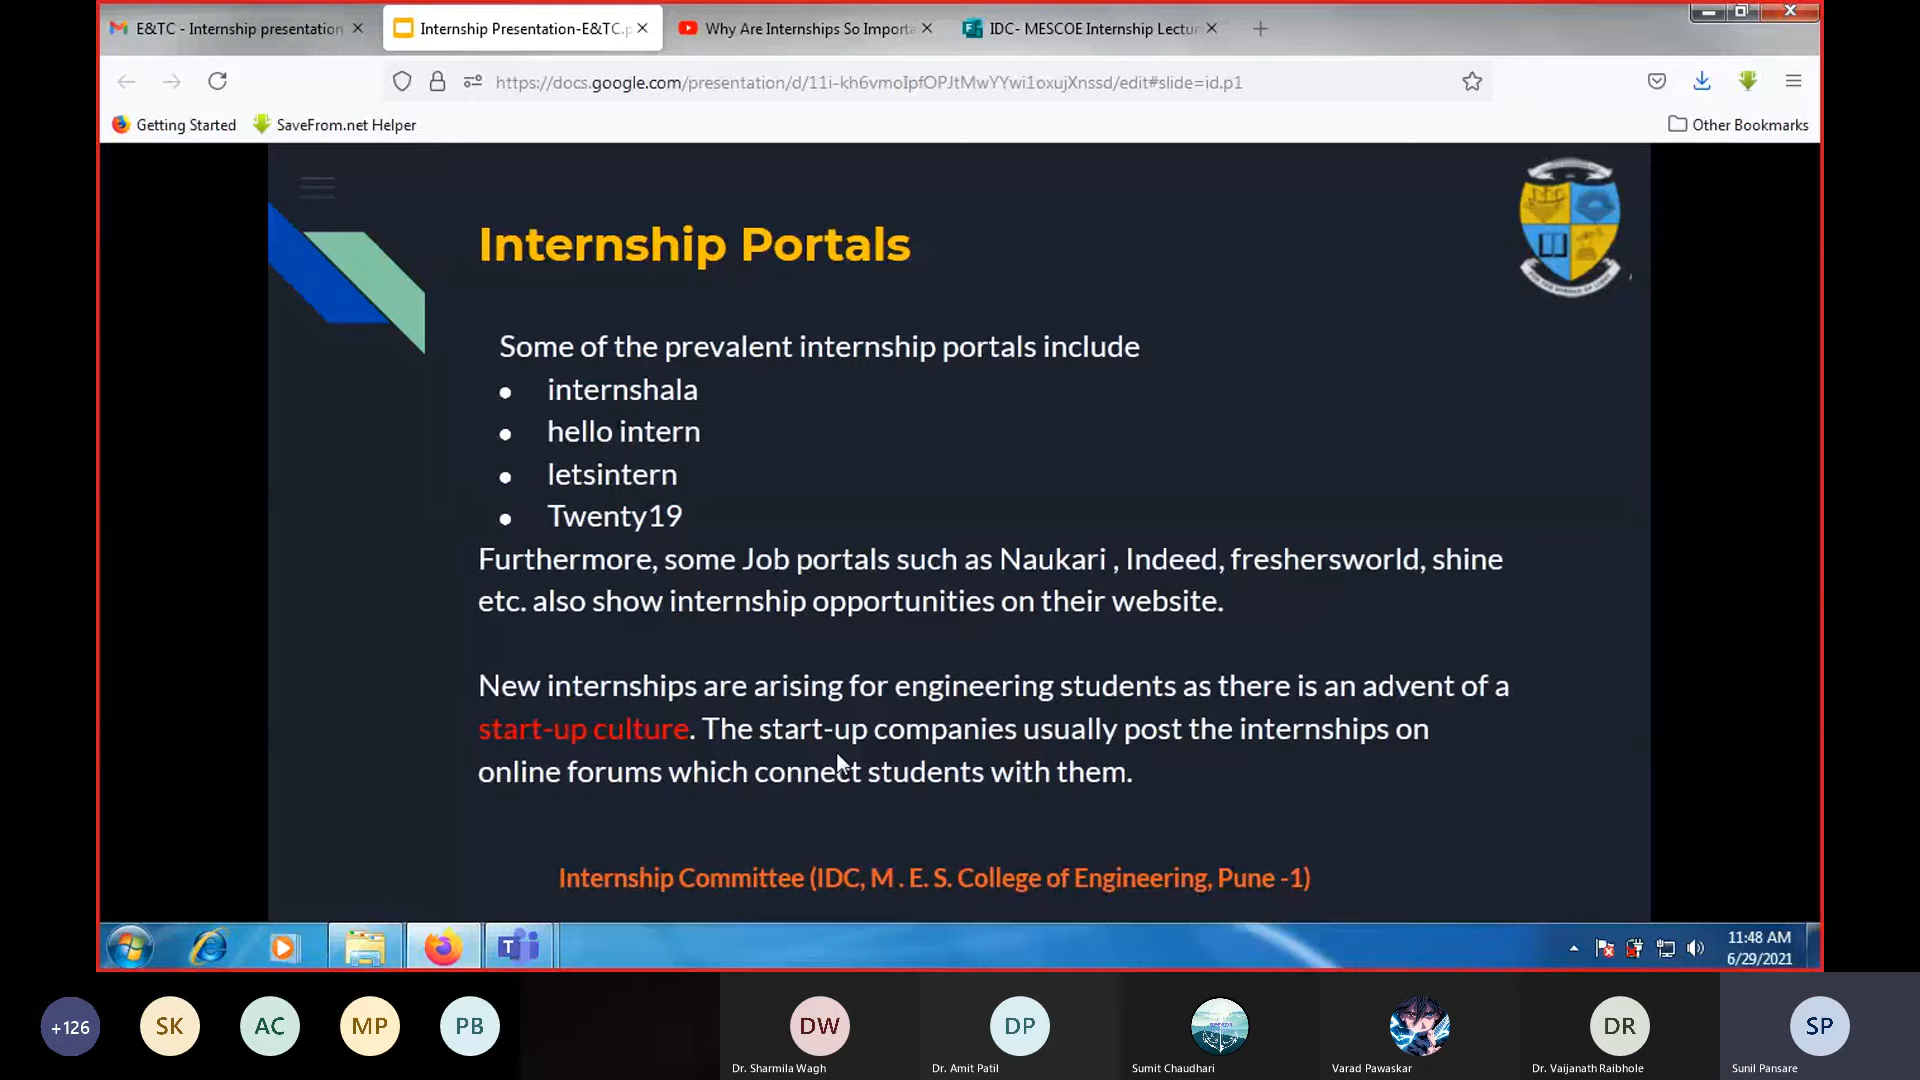 E&TC - Internship presentation
Internship Presentation-E&TC.p
Why Are Internships So Importa
IDC- MESCOE Internship Lectur
https://docs.google.com/presentation/d/11i-kh6vmoIpfOPJtMwYYwi1oxujXnssd/edit#slide=id.p1
Getting Started
SaveFrom.net Helper
Other Bookmarks
Internship Portals
Some of the prevalent internship portals include
● internshala
● hello intern
● letsintern
● Twenty19
Furthermore, some Job portals such as Naukari , Indeed, freshersworld, shine
etc. also show internship opportunities on their website.
New internships are arising for engineering students as there is an advent of a
start-up culture. The start-up companies usually post the internships on
online forums which connect students with them.
Internship Committee (IDC, M . E. S. College of Engineering, Pune -1)
11:48 AM
6/29/2021
+126
SK
AC
MP
PB
DW
DP
DR
SP
Dr. Sharmila Wagh
Dr. Amit Patil
Sumit Chaudhari
Varad Pawaskar
Dr. Vaijanath Raibhole
Sunil Pansare